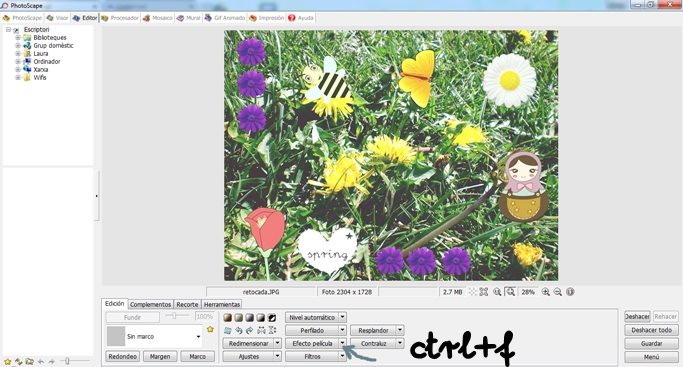 PhotoScape
PhotoScape Visor Editor Procesador Mosaico Mural Gif Animado Impresión Ayuda
Escriptori
Biblioteques
Grup domèstic
Laura
Ordinador
Xarxa
Wifis
spring
retocada.JPG Foto 2304 x 1728 2.7 MB 28%
Edición Complementos Recorte Herramientas
Fundir 100%
Sin marco
Redondeo Margen Marco
Nivel automático
Perfilado Resplandor
Redimensionar Efecto película Contraluz
Ajustes Filtros
ctrl+f
Deshacer Rehacer
Deshacer todo
Guardar
Menú